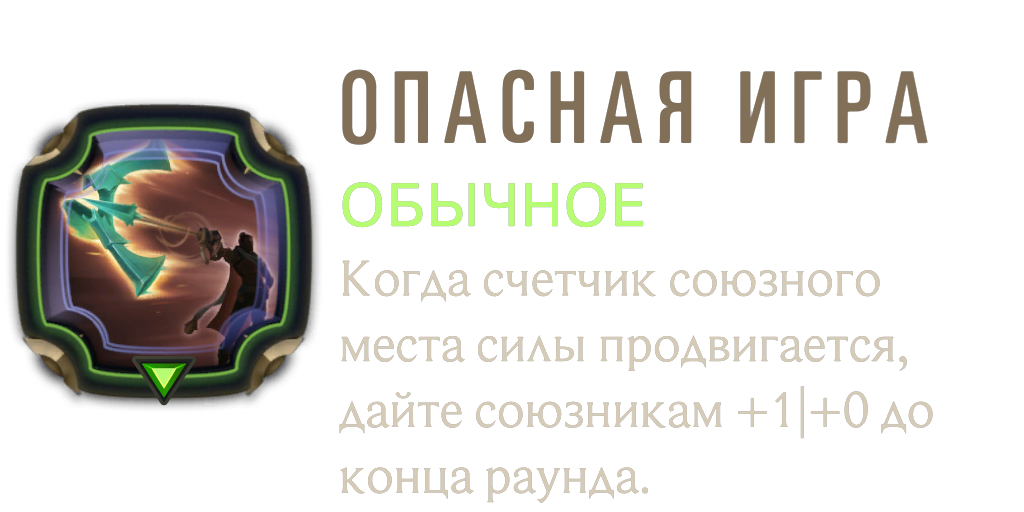 ОПАСНАЯ ИГРА
ОБЫЧНОЕ
Когда счетчик союзного
места силы продвигается,
дайте союзникам +1|+0 до
конца раунда.